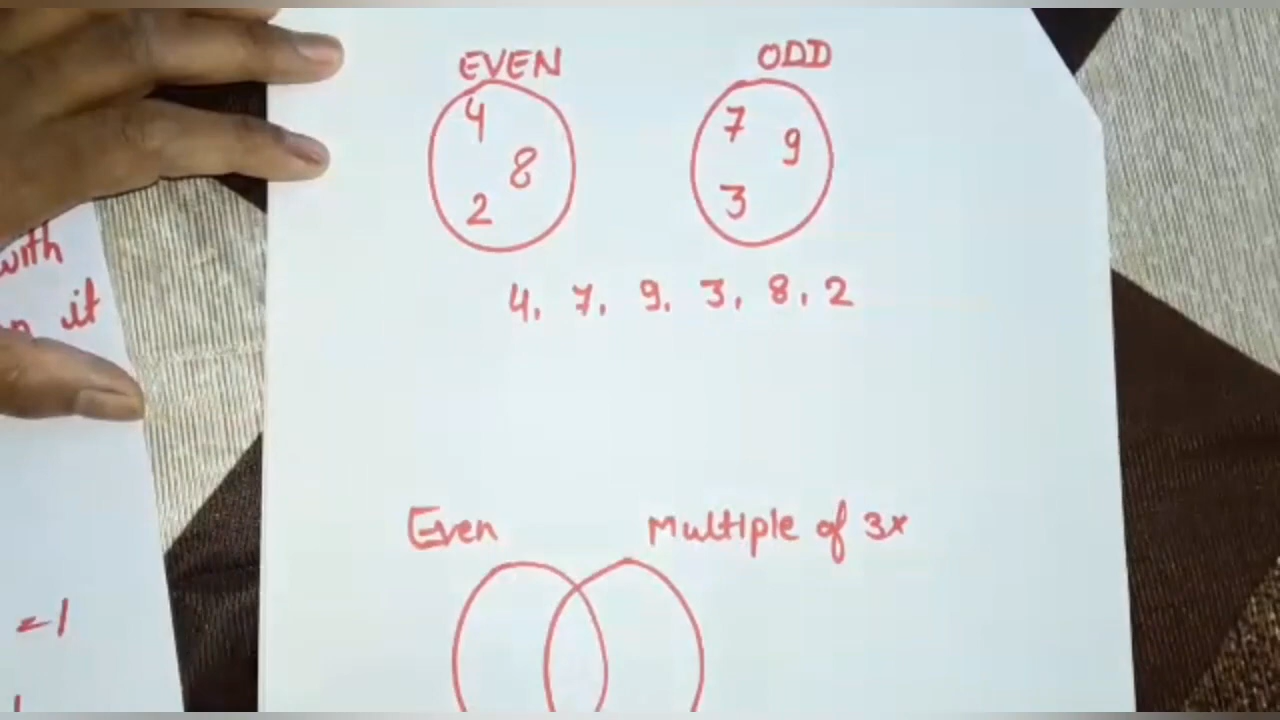 EVEN ODD
4 7
8 9
2 3
4, 7, 9, 3, 8, 2
with
it
Even Multiple of 3x
=1